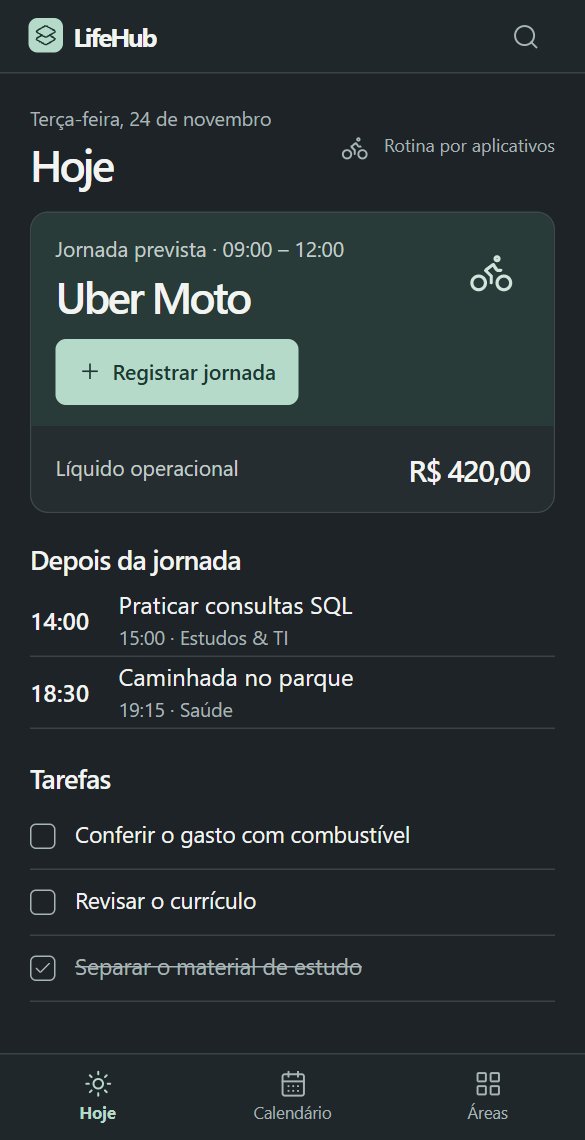 LifeHub
Terça-feira, 24 de novembro
Hoje
Rotina por aplicativos
Jornada prevista · 09:00 – 12:00
Uber Moto
+ Registrar jornada
Líquido operacional
R$ 420,00
Depois da jornada
14:00
Praticar consultas SQL
15:00 · Estudos & TI
18:30
Caminhada no parque
19:15 · Saúde
Tarefas
Conferir o gasto com combustível
Revisar o currículo
Separar o material de estudo
Hoje
Calendário
Áreas